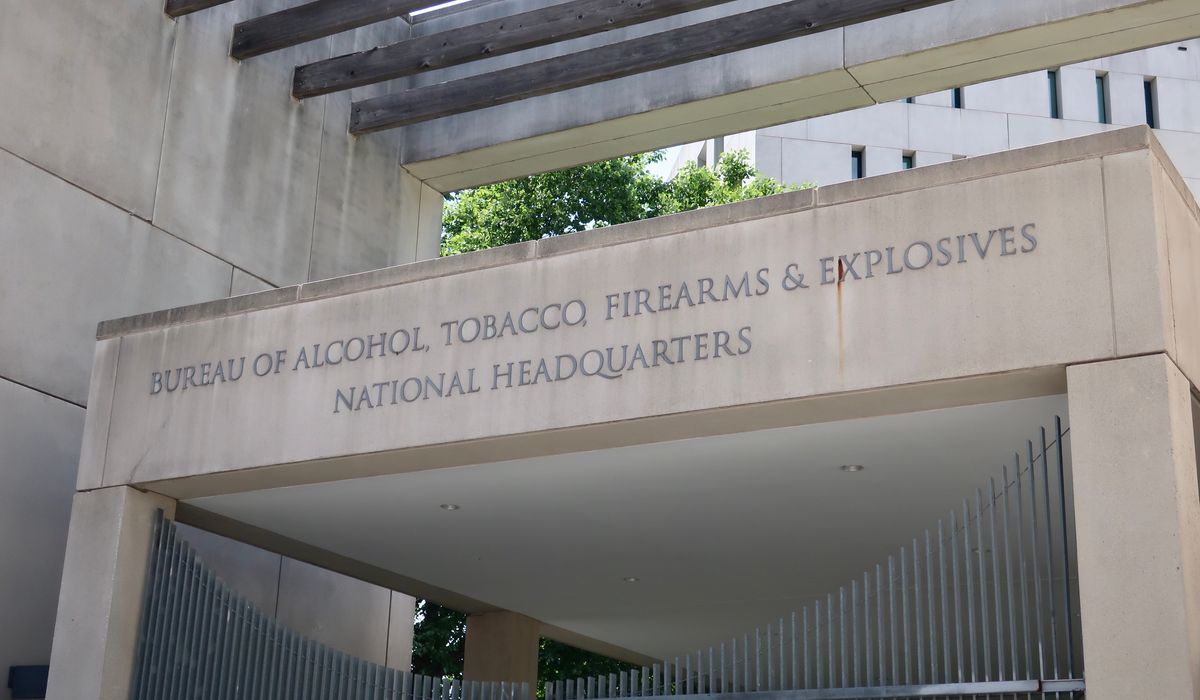 BUREAU OF ALCOHOL, TOBACCO, FIREARMS & EXPLOSIVES
NATIONAL HEADQUARTERS